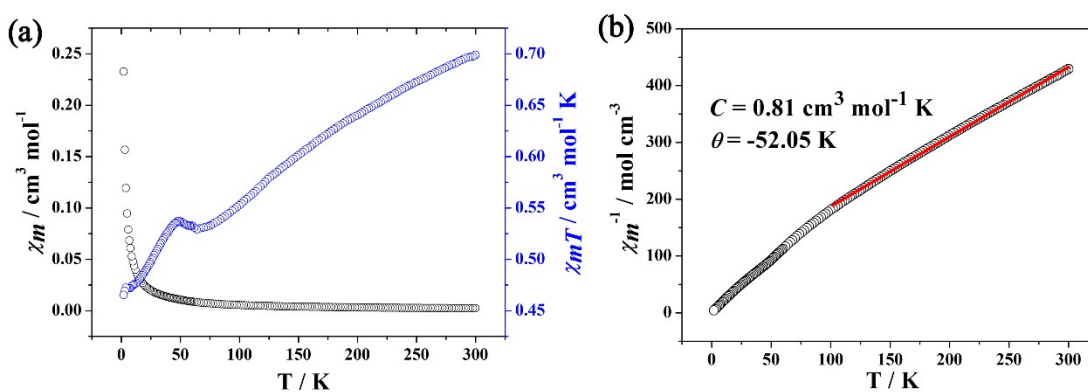 (a)
0.25
0.20
0.15
0.10
0.05
0.00
χm / cm³ mol⁻¹
0 50 100 150 200 250 300
T / K
0.70
0.65
0.60
0.55
0.50
0.45
χmT / cm³ mol⁻¹ K
(b)
500
400
300
200
100
0
χm⁻¹ / mol cm⁻³
C = 0.81 cm³ mol⁻¹ K
θ = -52.05 K
0 50 100 150 200 250 300
T / K